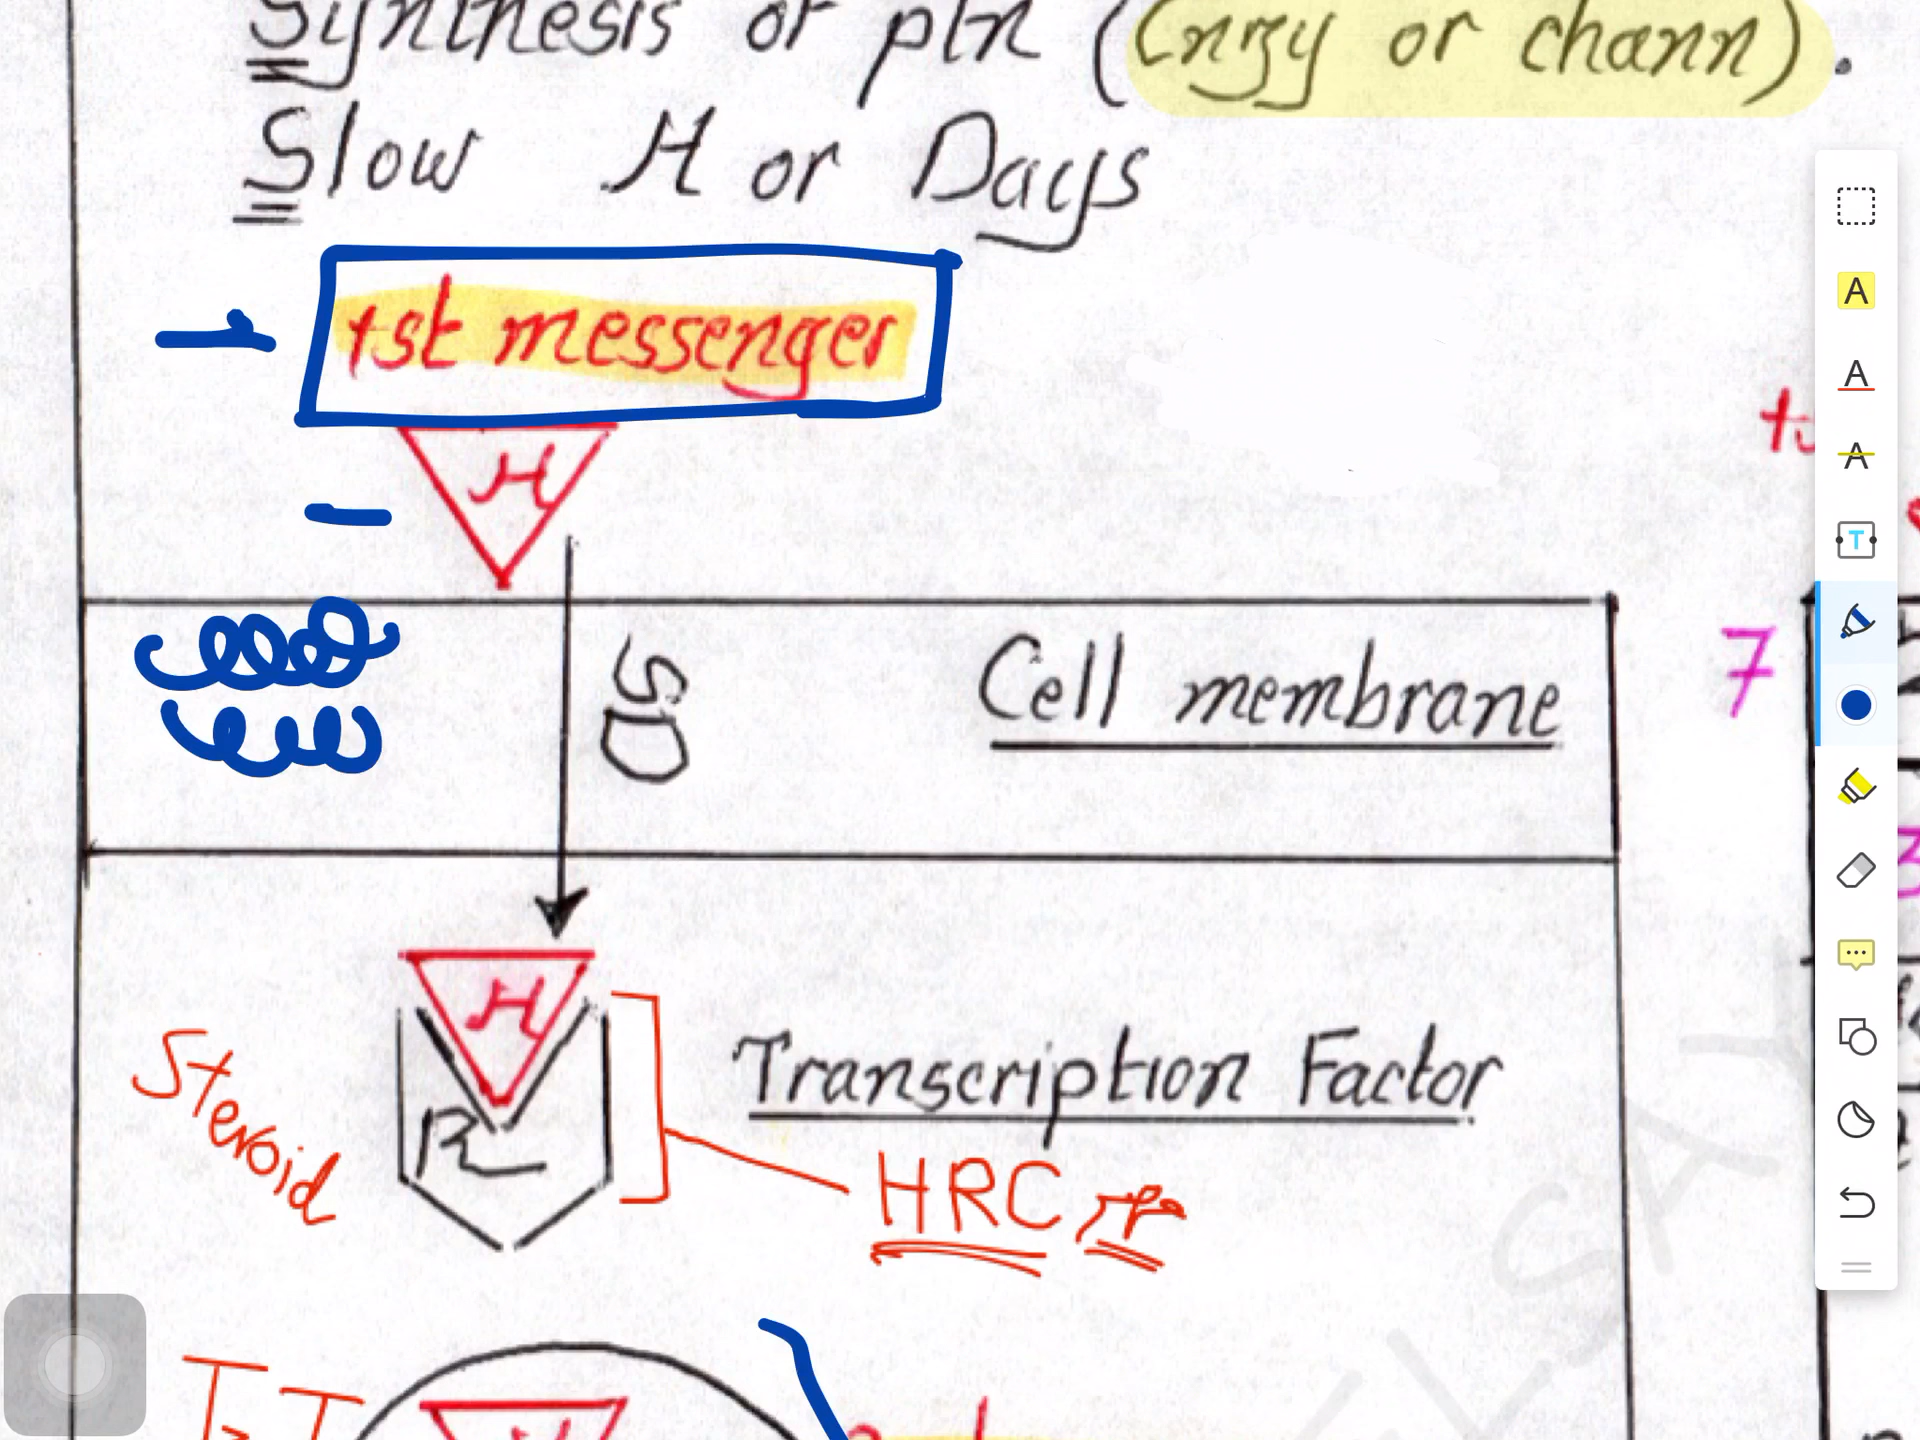 Synthesis of ptn (Enzy or chann).
Slow H or Days
1st messenger
H
SD
Cell membrane
7
H
R
Steroid
Transcription Factor
HRC